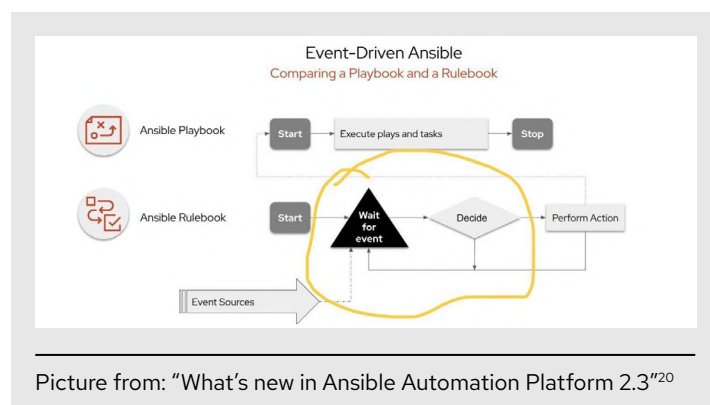 Event-Driven Ansible
Comparing a Playbook and a Rulebook
Ansible Playbook
Start
Execute plays and tasks
Stop
Ansible Rulebook
Start
Wait
for
event
Decide
Perform Action
Event Sources
Picture from: “What’s new in Ansible Automation Platform 2.3”20